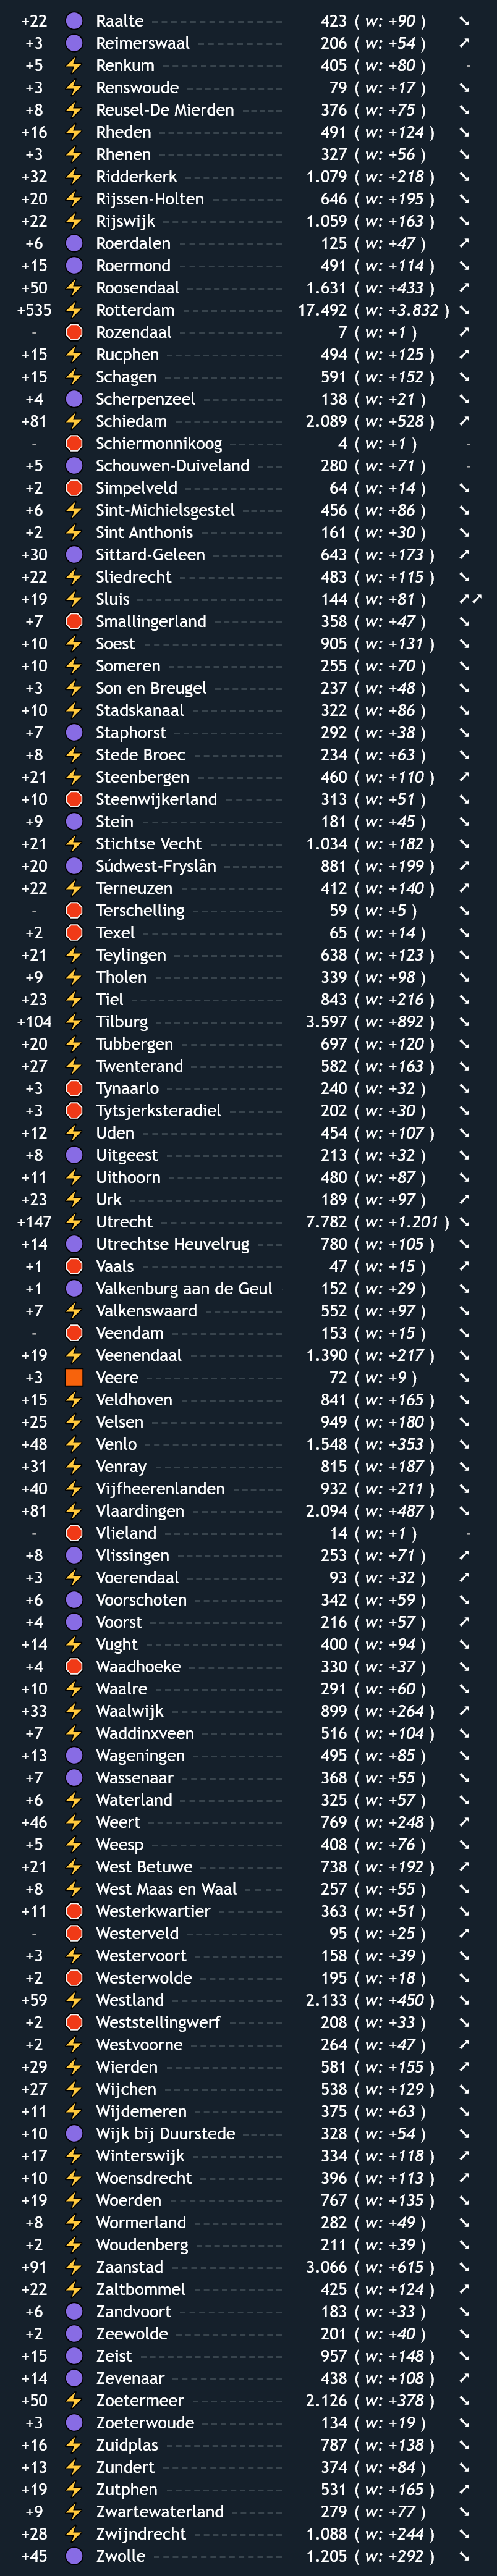 +22 Raalte 423 ( w: +90 )
+3 Reimerswaal 206 ( w: +54 )
+5 Renkum 405 ( w: +80 ) -
+3 Renswoude 79 ( w: +17 )
+8 Reusel-De Mierden 376 ( w: +75 )
+16 Rheden 491 ( w: +124 )
+3 Rhenen 327 ( w: +56 )
+32 Ridderkerk 1.079 ( w: +218 )
+20 Rijssen-Holten 646 ( w: +195 )
+22 Rijswijk 1.059 ( w: +163 )
+6 Roerdalen 125 ( w: +47 )
+15 Roermond 491 ( w: +114 )
+50 Roosendaal 1.631 ( w: +433 )
+535 Rotterdam 17.492 ( w: +3.832 )
- Rozendaal 7 ( w: +1 )
+15 Rucphen 494 ( w: +125 )
+15 Schagen 591 ( w: +152 )
+4 Scherpenzeel 138 ( w: +21 )
+81 Schiedam 2.089 ( w: +528 )
- Schiermonnikoog 4 ( w: +1 ) -
+5 Schouwen-Duiveland 280 ( w: +71 ) -
+2 Simpelveld 64 ( w: +14 )
+6 Sint-Michielsgestel 456 ( w: +86 )
+2 Sint Anthonis 161 ( w: +30 )
+30 Sittard-Geleen 643 ( w: +173 )
+22 Sliedrecht 483 ( w: +115 )
+19 Sluis 144 ( w: +81 )
+7 Smallingerland 358 ( w: +47 )
+10 Soest 905 ( w: +131 )
+10 Someren 255 ( w: +70 )
+3 Son en Breugel 237 ( w: +48 )
+10 Stadskanaal 322 ( w: +86 )
+7 Staphorst 292 ( w: +38 )
+8 Stede Broec 234 ( w: +63 )
+21 Steenbergen 460 ( w: +110 )
+10 Steenwijkerland 313 ( w: +51 )
+9 Stein 181 ( w: +45 )
+21 Stichtse Vecht 1.034 ( w: +182 )
+20 Súdwest-Fryslân 881 ( w: +199 )
+22 Terneuzen 412 ( w: +140 )
- Terschelling 59 ( w: +5 )
+2 Texel 65 ( w: +14 )
+21 Teylingen 638 ( w: +123 )
+9 Tholen 339 ( w: +98 )
+23 Tiel 843 ( w: +216 )
+104 Tilburg 3.597 ( w: +892 )
+20 Tubbergen 697 ( w: +120 )
+27 Twenterand 582 ( w: +163 )
+3 Tynaarlo 240 ( w: +32 )
+3 Tytsjerksteradiel 202 ( w: +30 )
+12 Uden 454 ( w: +107 )
+8 Uitgeest 213 ( w: +32 )
+11 Uithoorn 480 ( w: +87 )
+23 Urk 189 ( w: +97 )
+147 Utrecht 7.782 ( w: +1.201 )
+14 Utrechtse Heuvelrug 780 ( w: +105 )
+1 Vaals 47 ( w: +15 )
+1 Valkenburg aan de Geul 152 ( w: +29 )
+7 Valkenswaard 552 ( w: +97 )
- Veendam 153 ( w: +15 )
+19 Veenendaal 1.390 ( w: +217 )
+3 Veere 72 ( w: +9 )
+15 Veldhoven 841 ( w: +165 )
+25 Velsen 949 ( w: +180 )
+48 Venlo 1.548 ( w: +353 )
+31 Venray 815 ( w: +187 )
+40 Vijfheerenlanden 932 ( w: +211 )
+81 Vlaardingen 2.094 ( w: +487 )
- Vlieland 14 ( w: +1 ) -
+8 Vlissingen 253 ( w: +71 )
+3 Voerendaal 93 ( w: +32 )
+6 Voorschoten 342 ( w: +59 )
+4 Voorst 216 ( w: +57 )
+14 Vught 400 ( w: +94 )
+4 Waadhoeke 330 ( w: +37 )
+10 Waalre 291 ( w: +60 )
+33 Waalwijk 899 ( w: +264 )
+7 Waddinxveen 516 ( w: +104 )
+13 Wageningen 495 ( w: +85 )
+7 Wassenaar 368 ( w: +55 )
+6 Waterland 325 ( w: +57 )
+46 Weert 769 ( w: +248 )
+5 Weesp 408 ( w: +76 )
+21 West Betuwe 738 ( w: +192 )
+8 West Maas en Waal 257 ( w: +55 )
+11 Westerkwartier 363 ( w: +51 )
- Westerveld 95 ( w: +25 )
+3 Westervoort 158 ( w: +39 )
+2 Westerwolde 195 ( w: +18 )
+59 Westland 2.133 ( w: +450 )
+2 Weststellingwerf 208 ( w: +33 )
+2 Westvoorne 264 ( w: +47 )
+29 Wierden 581 ( w: +155 )
+27 Wijchen 538 ( w: +129 )
+11 Wijdemeren 375 ( w: +63 )
+10 Wijk bij Duurstede 328 ( w: +54 )
+17 Winterswijk 334 ( w: +118 )
+10 Woensdrecht 396 ( w: +113 )
+19 Woerden 767 ( w: +135 )
+8 Wormerland 282 ( w: +49 )
+2 Woudenberg 211 ( w: +39 )
+91 Zaanstad 3.066 ( w: +615 )
+22 Zaltbommel 425 ( w: +124 )
+6 Zandvoort 183 ( w: +33 )
+2 Zeewolde 201 ( w: +40 )
+15 Zeist 957 ( w: +148 )
+14 Zevenaar 438 ( w: +108 )
+50 Zoetermeer 2.126 ( w: +378 )
+3 Zoeterwoude 134 ( w: +19 )
+16 Zuidplas 787 ( w: +138 )
+13 Zundert 374 ( w: +84 )
+19 Zutphen 531 ( w: +165 )
+9 Zwartewaterland 279 ( w: +77 )
+28 Zwijndrecht 1.088 ( w: +244 )
+45 Zwolle 1.205 ( w: +292 )